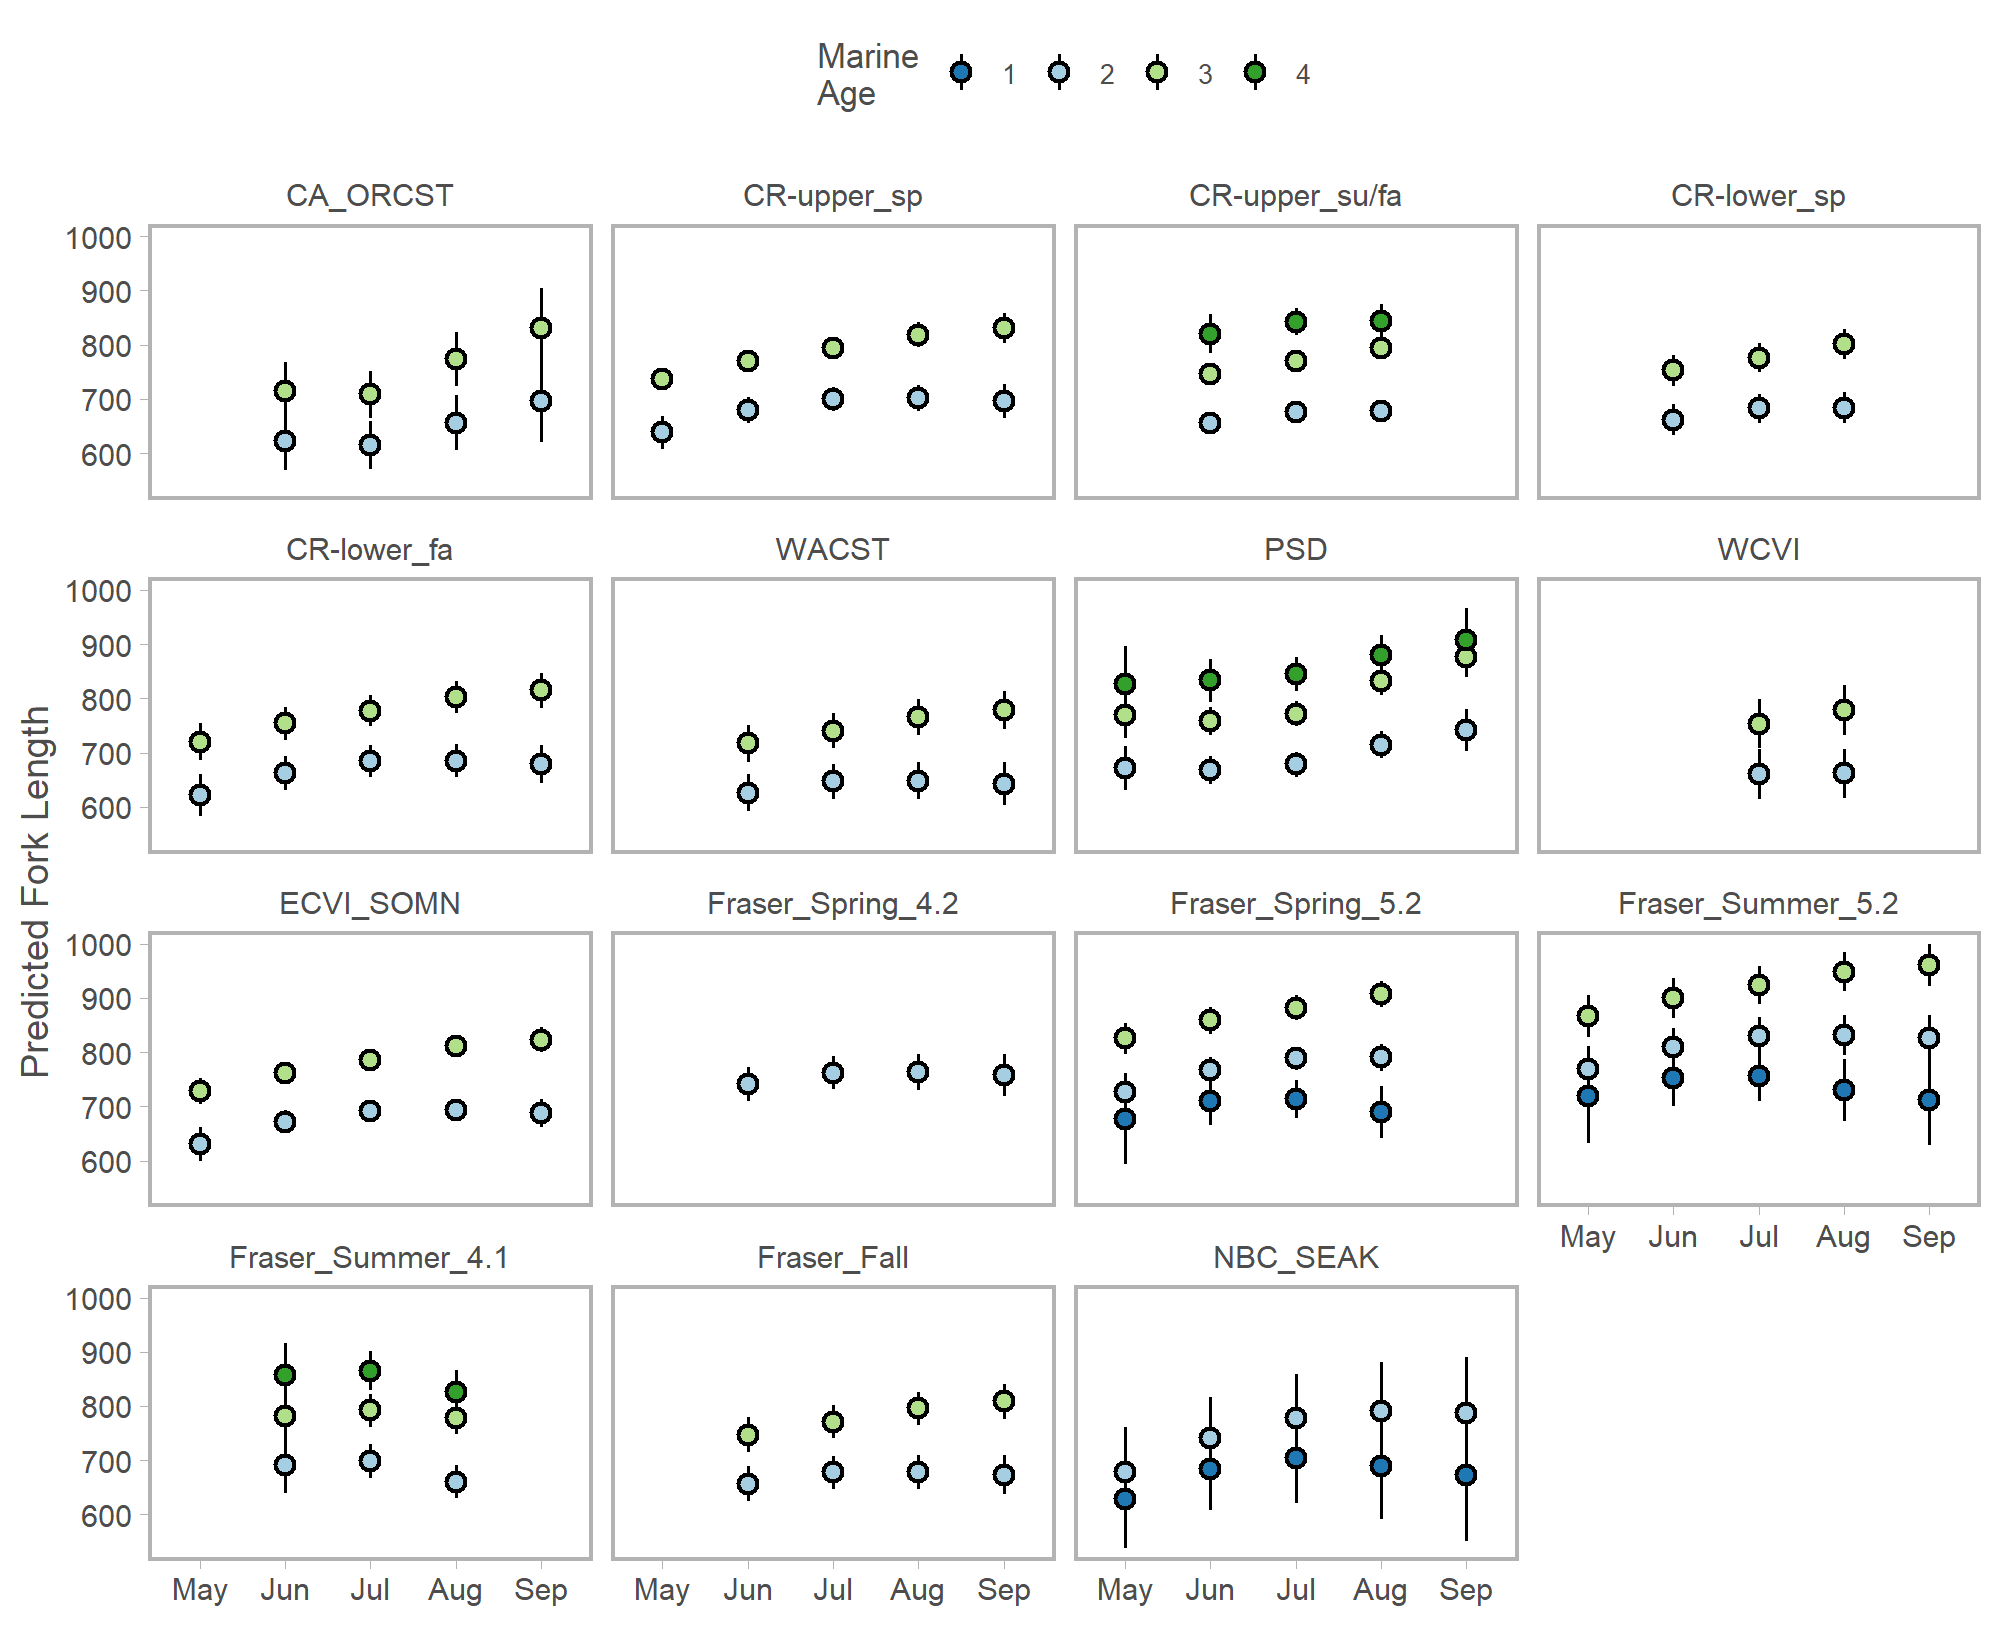 Marine
Age
1 2 3 4
CA_ORCST CR-upper_sp CR-upper_su/fa CR-lower_sp
1000
900
800
700
600
CR-lower_fa WACST PSD WCVI
1000
900
800
700
600
Predicted Fork Length
ECVI_SOMN Fraser_Spring_4.2 Fraser_Spring_5.2 Fraser_Summer_5.2
1000
900
800
700
600
May Jun Jul Aug Sep
Fraser_Summer_4.1 Fraser_Fall NBC_SEAK
1000
900
800
700
600
May Jun Jul Aug Sep May Jun Jul Aug Sep May Jun Jul Aug Sep